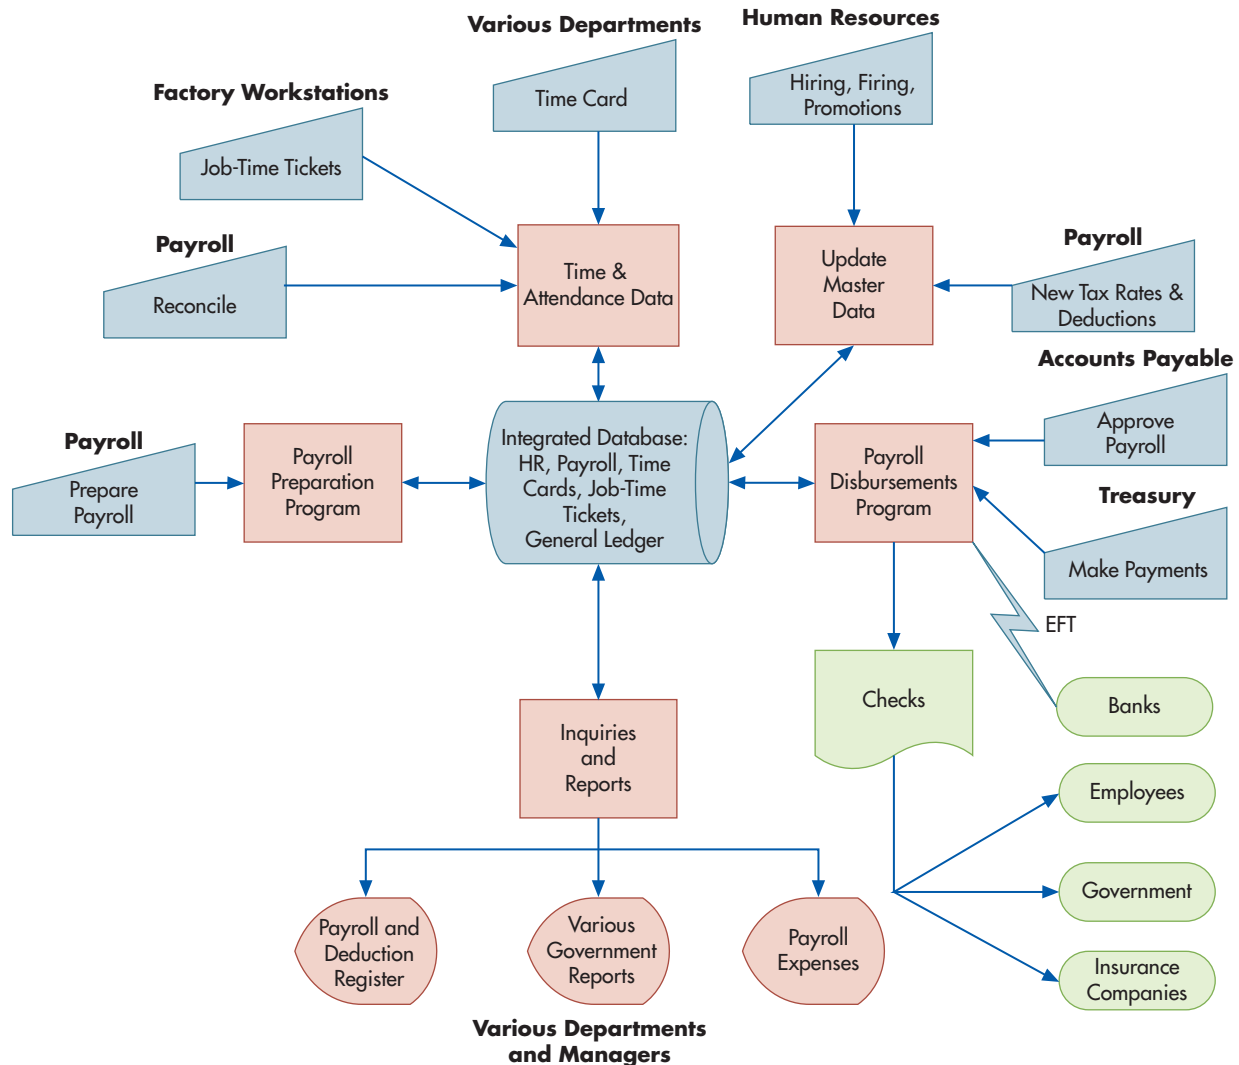 Various Departments
Time Card
Human Resources
Hiring, Firing,
Promotions
Factory Workstations
Job-Time Tickets
Payroll
Reconcile
Time &
Attendance Data
Update
Master
Data
Payroll
New Tax Rates &
Deductions
Accounts Payable
Approve
Payroll
Payroll
Prepare
Payroll
Payroll
Preparation
Program
Integrated Database:
HR, Payroll, Time
Cards, Job-Time
Tickets,
General Ledger
Payroll
Disbursements
Program
Treasury
Make Payments
EFT
Checks
Banks
Employees
Government
Insurance
Companies
Inquiries
and
Reports
Payroll and
Deduction
Register
Various
Government
Reports
Payroll
Expenses
Various Departments
and Managers